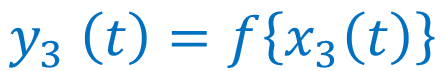 y₃ (t) = f{x₃(t)}